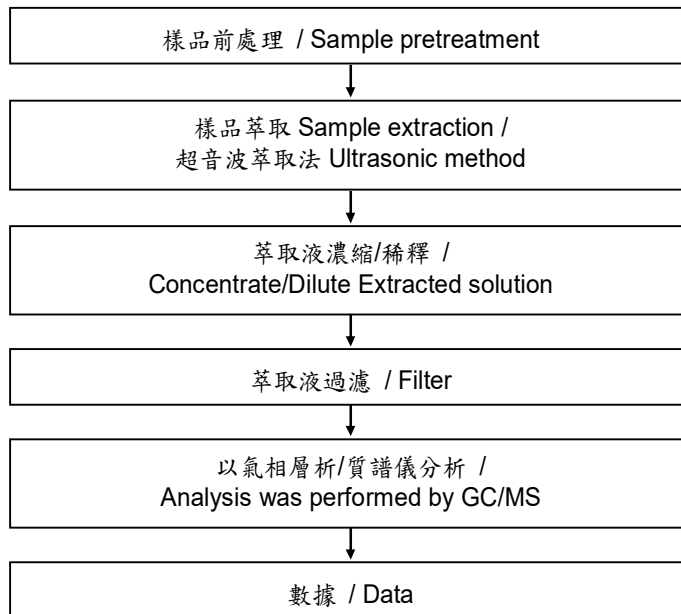 樣品前處理 / Sample pretreatment
樣品萃取 Sample extraction /
超音波萃取法 Ultrasonic method
萃取液濃縮/稀釋 /
Concentrate/Dilute Extracted solution
萃取液過濾 / Filter
以氣相層析/質譜儀分析 /
Analysis was performed by GC/MS
數據 / Data